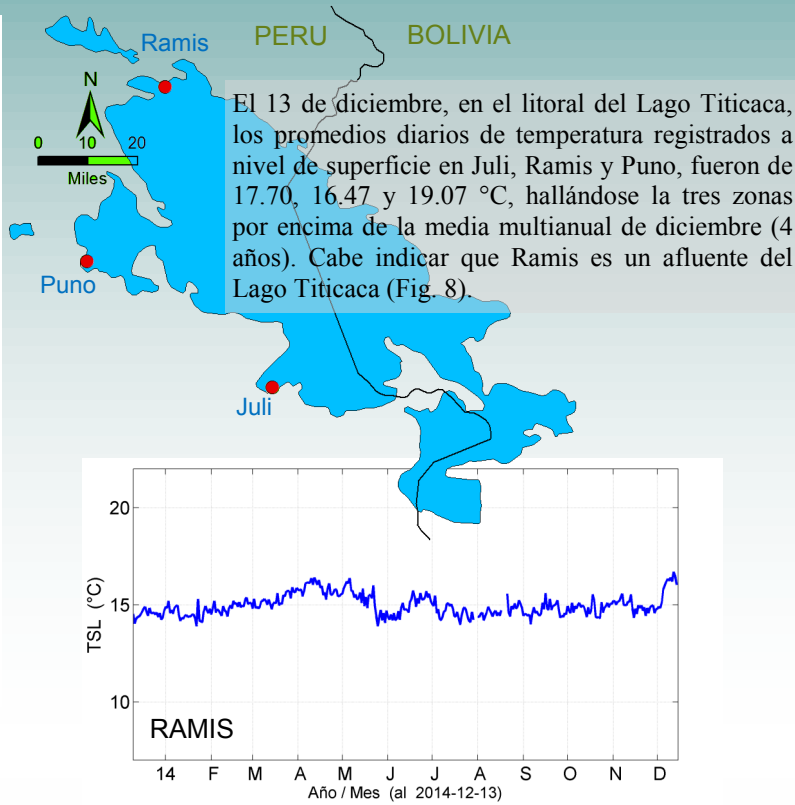 Ramis
PERU BOLIVIA
N
0 10 20
Miles
El 13 de diciembre, en el litoral del Lago Titicaca,
los promedios diarios de temperatura registrados a
nivel de superficie en Juli, Ramis y Puno, fueron de
17.70, 16.47 y 19.07 °C, hallándose la tres zonas
por encima de la media multianual de diciembre (4
años). Cabe indicar que Ramis es un afluente del
Lago Titicaca (Fig. 8).
Puno
Juli
20
15
10
TSL (°C)
RAMIS
14 F M A M J J A S O N D
Año / Mes (al 2014-12-13)